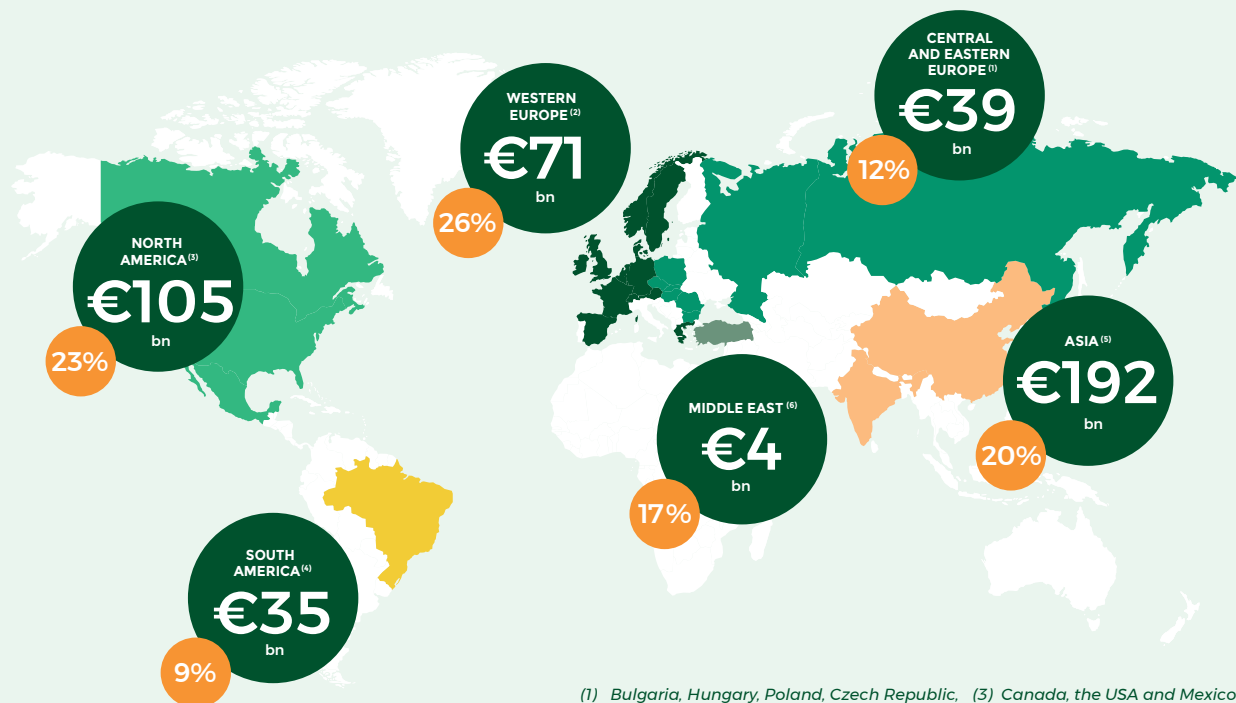 CENTRAL
AND EASTERN
EUROPE (1)
€39
bn
12%
WESTERN
EUROPE (2)
€71
bn
26%
NORTH
AMERICA (3)
€105
bn
23%
ASIA (5)
€192
bn
20%
MIDDLE EAST (6)
€4
bn
17%
SOUTH
AMERICA (4)
€35
bn
9%
(1) Bulgaria, Hungary, Poland, Czech Republic, (3) Canada, the USA and Mexico